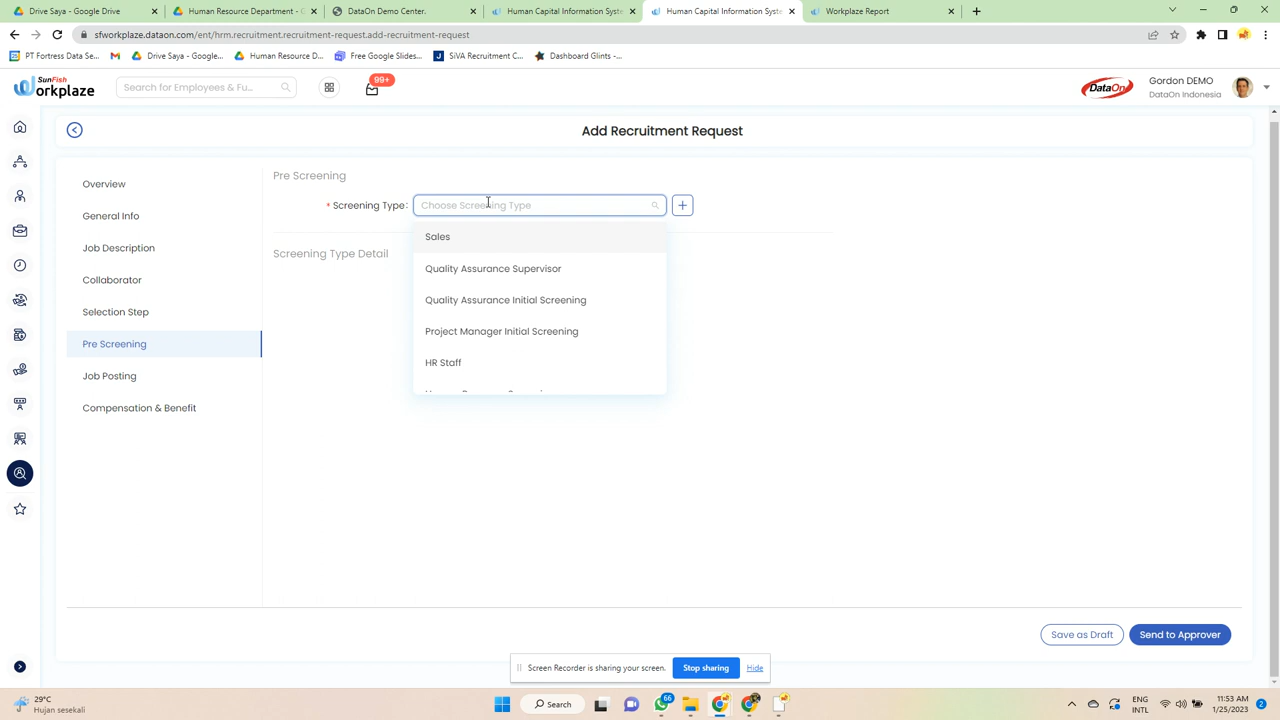 Drive Saya - Google Drive
Human Resource Department - G
DataOn Demo Center.
Human Capital Information Syste
Human Capital Information Syste
Workplaze Report
sfworkplaze.dataon.com/ent/hrm.recruitment.recruitment-request.add-recruitment-request
PT Fortress Data Se...
Drive Saya - Google...
Human Resource D...
Free Google Slides...
SiVA Recruitment C...
Dashboard Glints -...
SunFish
orkplaze
Search for Employees & Fu...
99+
DataOn
Gordon DEMO
DataOn Indonesia
Add Recruitment Request
Overview
General Info
Job Description
Collaborator
Selection Step
Pre Screening
Job Posting
Compensation & Benefit
Pre Screening
* Screening Type:
Choose Screening Type
Screening Type Detail
Sales
Quality Assurance Supervisor
Quality Assurance Initial Screening
Project Manager Initial Screening
HR Staff
Save as Draft
Send to Approver
Screen Recorder is sharing your screen.
Stop sharing
Hide
29°C
Hujan sesekali
Search
66
ENG
INTL
11:53 AM
1/25/2023
2